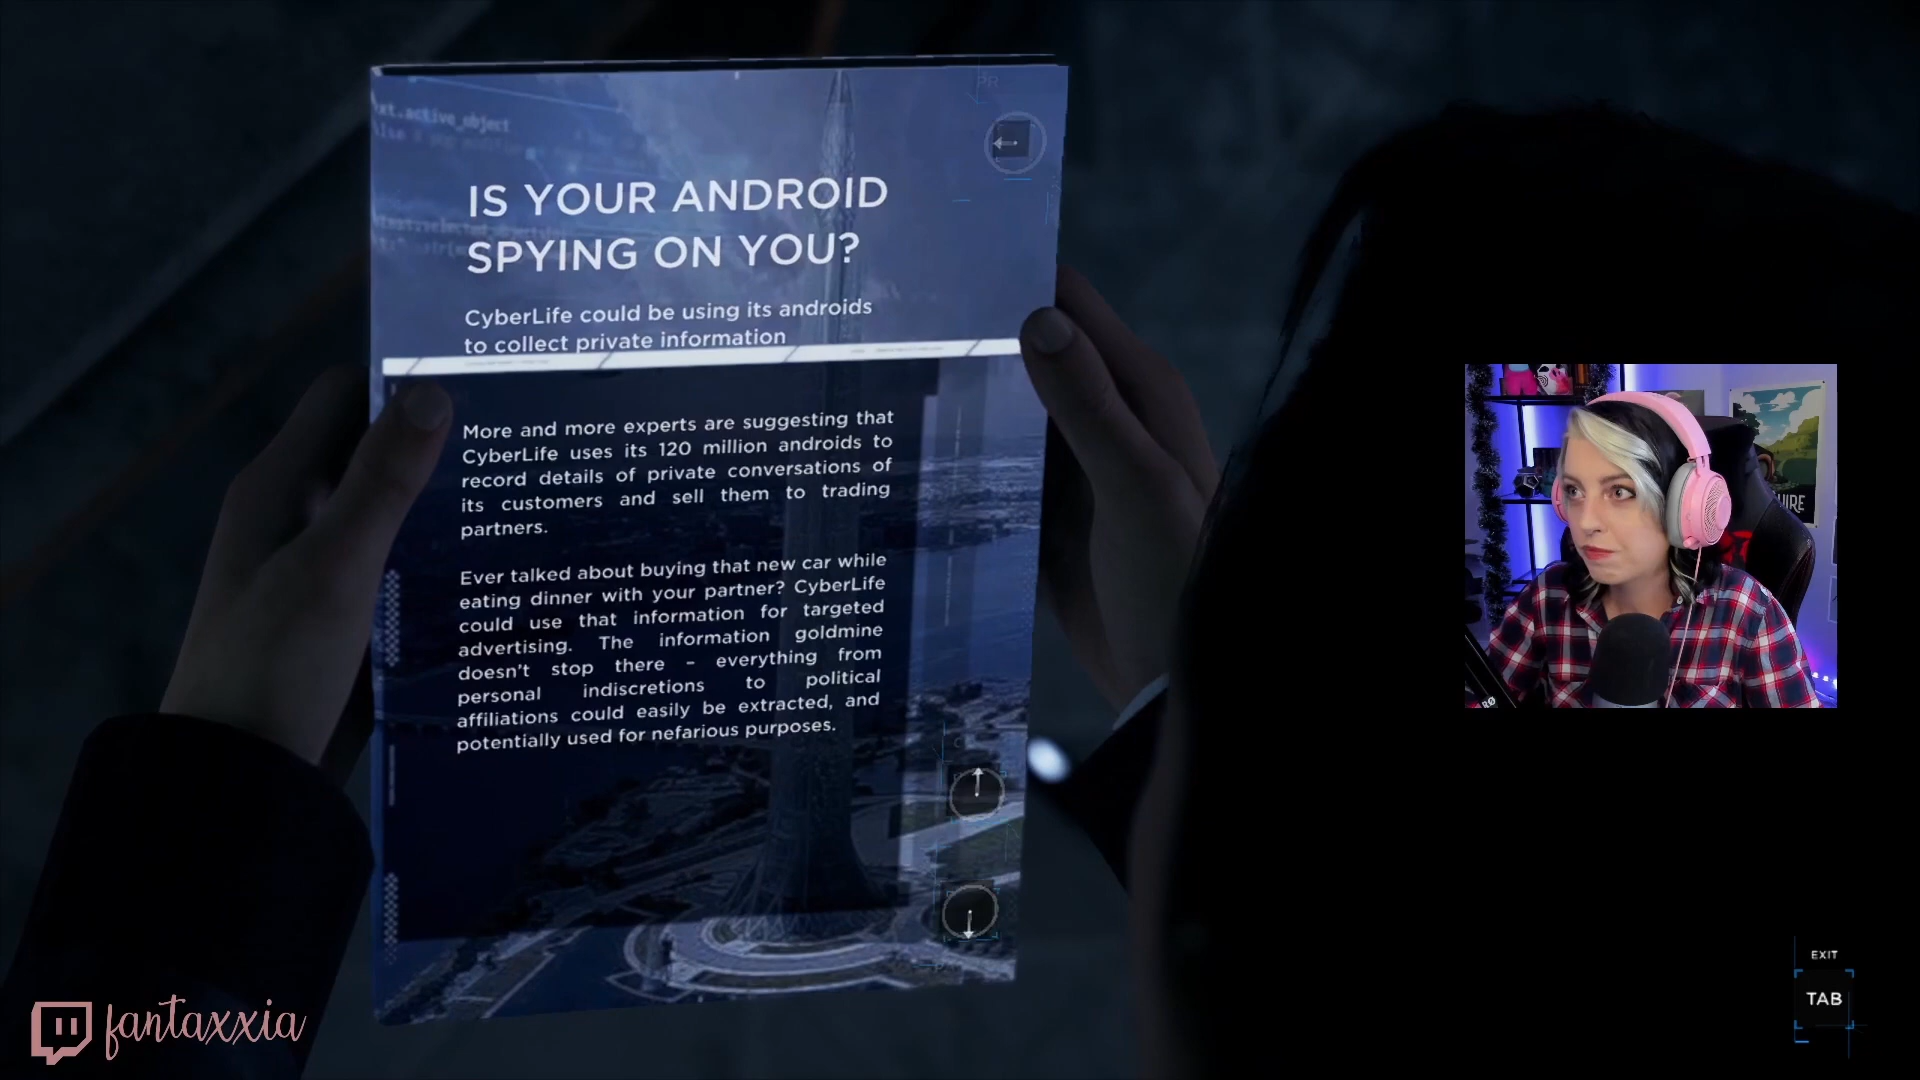 xt.active_object
IS YOUR ANDROID
SPYING ON YOU?
CyberLife could be using its androids
to collect private information
More and more experts are suggesting that
CyberLife uses its 120 million androids to
record details of private conversations of
its customers and sell them to trading
partners.
Ever talked about buying that new car while
eating dinner with your partner? CyberLife
could use that information for targeted
advertising. The information goldmine
doesn't stop there – everything from
personal indiscretions to political
affiliations could easily be extracted, and
potentially used for nefarious purposes.
EXIT
TAB
fantaxxia